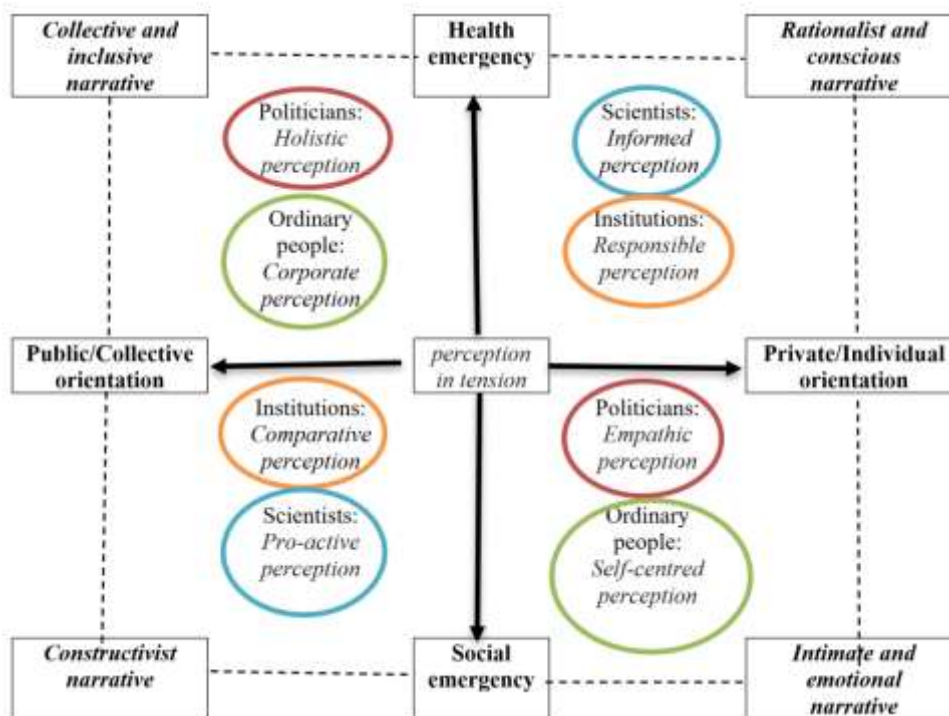 Collective and
inclusive
narrative
Health
emergency
Rationalist and
conscious
narrative
Politicians:
Holistic
perception
Scientists:
Informed
perception
Ordinary
people:
Corporate
perception
Institutions:
Responsible
perception
Public/Collective
orientation
perception
in tension
Private/Individual
orientation
Institutions:
Comparative
perception
Politicians:
Empathic
perception
Scientists:
Pro-active
perception
Ordinary
people:
Self-centred
perception
Constructivist
narrative
Social
emergency
Intimate and
emotional
narrative